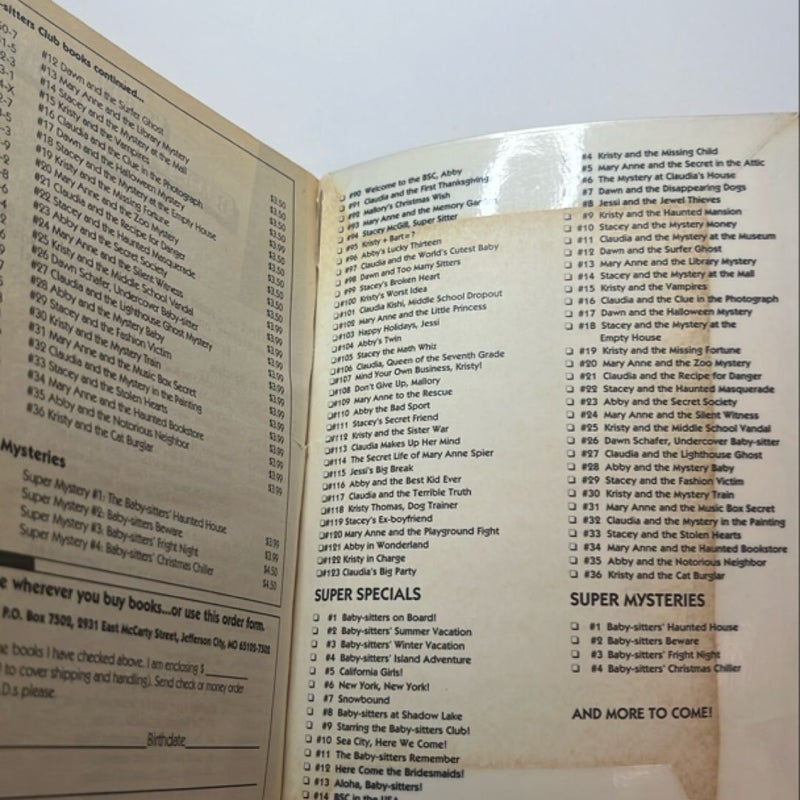 -sitters Club books continued...
#12 Dawn and the Surfer Ghost
#13 Mary Anne and the Library Mystery
#14 Stacey and the Mystery at the Mall
#15 Kristy and the Vampires
#16 Claudia and the Clue in the Photograph
#17 Dawn and the Halloween Mystery
#18 Stacey and the Mystery at the Empty House
#19 Kristy and the Missing Fortune
#20 Mary Anne and the Zoo Mystery
#21 Claudia and the Recipe for Danger
#22 Stacey and the Haunted Masquerade
#23 Abby and the Secret Society
#24 Mary Anne and the Silent Witness
#25 Kristy and the Middle School Vandal
#26 Dawn Schafer, Undercover Baby-sitter
#27 Claudia and the Lighthouse Ghost Mystery
#28 Abby and the Mystery Baby
#29 Stacey and the Fashion Victim
#30 Kristy and the Mystery Train
#31 Mary Anne and the Music Box Secret
#32 Claudia and the Mystery in the Painting
#33 Stacey and the Stolen Hearts
#34 Mary Anne and the Haunted Bookstore
#35 Abby and the Notorious Neighbor
#36 Kristy and the Cat Burglar
Mysteries
Super Mystery #1: The Baby-sitters' Haunted House $3.99
Super Mystery #2: Baby-sitters Beware $3.99
Super Mystery #3: Baby-sitters' Fright Night $4.50
Super Mystery #4: Baby-sitters' Christmas Chiller $4.50
e wherever you buy books...or use this order form.
P.O. Box 7502, 2931 East McCarty Street, Jefferson City, MO 65105-7502
he books I have checked above. I am enclosing $
to cover shipping and handling). Send check or money order
D.s please.
Birthdate
#90 Welcome to the BSC, Abby
#91 Claudia and the First Thanksgiving
#92 Mallory's Christmas Wish
#93 Mary Anne and the Memory Gar
#94 Stacey McGill, Super Sitter
#95 Kristy + Bart = ?
#96 Abby's Lucky Thirteen
#97 Claudia and the World's Cutest Baby
#98 Dawn and Too Many Sitters
#99 Stacey's Broken Heart
#100 Kristy's Worst Idea
#101 Claudia Kishi, Middle School Dropout
#102 Mary Anne and the Little Princess
#103 Happy Holidays, Jessi
#104 Abby's Twin
#105 Stacey the Math Whiz
#106 Claudia, Queen of the Seventh Grade
#107 Mind Your Own Business, Kristy!
#108 Don't Give Up, Mallory
#109 Mary Anne to the Rescue
#110 Abby the Bad Sport
#111 Stacey's Secret Friend
#112 Kristy and the Sister War
#113 Claudia Makes Up Her Mind
#114 The Secret Life of Mary Anne Spier
#115 Jessi's Big Break
#116 Abby and the Best Kid Ever
#117 Claudia and the Terrible Truth
#118 Kristy Thomas, Dog Trainer
#119 Stacey's Ex-boyfriend
#120 Mary Anne and the Playground Fight
#121 Abby in Wonderland
#122 Kristy in Charge
#123 Claudia's Big Party
SUPER SPECIALS
#1 Baby-sitters on Board!
#2 Baby-sitters' Summer Vacation
#3 Baby-sitters' Winter Vacation
#4 Baby-sitters' Island Adventure
#5 California Girls!
#6 New York, New York!
#7 Snowbound
#8 Baby-sitters at Shadow Lake
#9 Starring the Baby-sitters Club!
#10 Sea City, Here We Come!
#11 The Baby-sitters Remember
#12 Here Come the Bridesmaids!
#13 Aloha, Baby-sitters!
#14 BSC in the USA
#4 Kristy and the Missing Child
#5 Mary Anne and the Secret in the Attic
#6 The Mystery at Claudia's House
#7 Dawn and the Disappearing Dogs
#8 Jessi and the Jewel Thieves
#9 Kristy and the Haunted Mansion
#10 Stacey and the Mystery Money
#11 Claudia and the Mystery at the Museum
#12 Dawn and the Surfer Ghost
#13 Mary Anne and the Library Mystery
#14 Stacey and the Mystery at the Mall
#15 Kristy and the Vampires
#16 Claudia and the Clue in the Photograph
#17 Dawn and the Halloween Mystery
#18 Stacey and the Mystery at the
Empty House
#19 Kristy and the Missing Fortune
#20 Mary Anne and the Zoo Mystery
#21 Claudia and the Recipe for Danger
#22 Stacey and the Haunted Masquerade
#23 Abby and the Secret Society
#24 Mary Anne and the Silent Witness
#25 Kristy and the Middle School Vandal
#26 Dawn Schafer, Undercover Baby-sitter
#27 Claudia and the Lighthouse Ghost
#28 Abby and the Mystery Baby
#29 Stacey and the Fashion Victim
#30 Kristy and the Mystery Train
#31 Mary Anne and the Music Box Secret
#32 Claudia and the Mystery in the Painting
#33 Stacey and the Stolen Hearts
#34 Mary Anne and the Haunted Bookstore
#35 Abby and the Notorious Neighbor
#36 Kristy and the Cat Burglar
SUPER MYSTERIES
#1 Baby-sitters' Haunted House
#2 Baby-sitters Beware
#3 Baby-sitters' Fright Night
#4 Baby-sitters' Christmas Chiller
AND MORE TO COME!